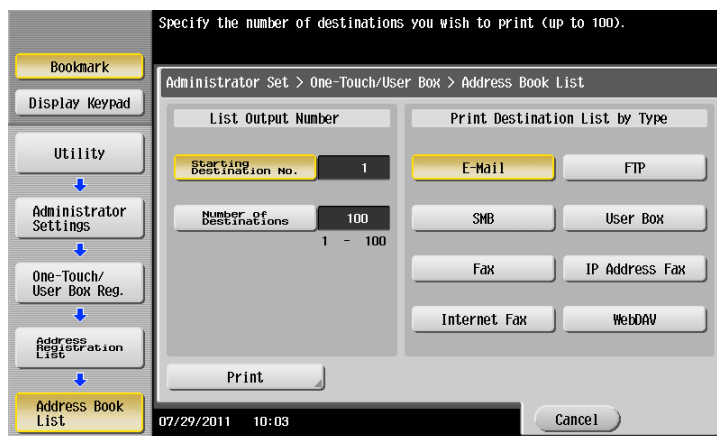 Specify the number of destinations you wish to print (up to 100).
Bookmark
Display Keypad
Utility
Administrator
Settings
One-Touch/
User Box Reg.
Address
Registration
List
Address Book
List
Administrator Set > One-Touch/User Box > Address Book List
List Output Number
Starting
Destination No.
1
Number of
Destinations
100
1 - 100
Print Destination List by Type
E-Mail
FTP
SMB
User Box
Fax
IP Address Fax
Internet Fax
WebDAV
Print
07/29/2011 10:03
Cancel